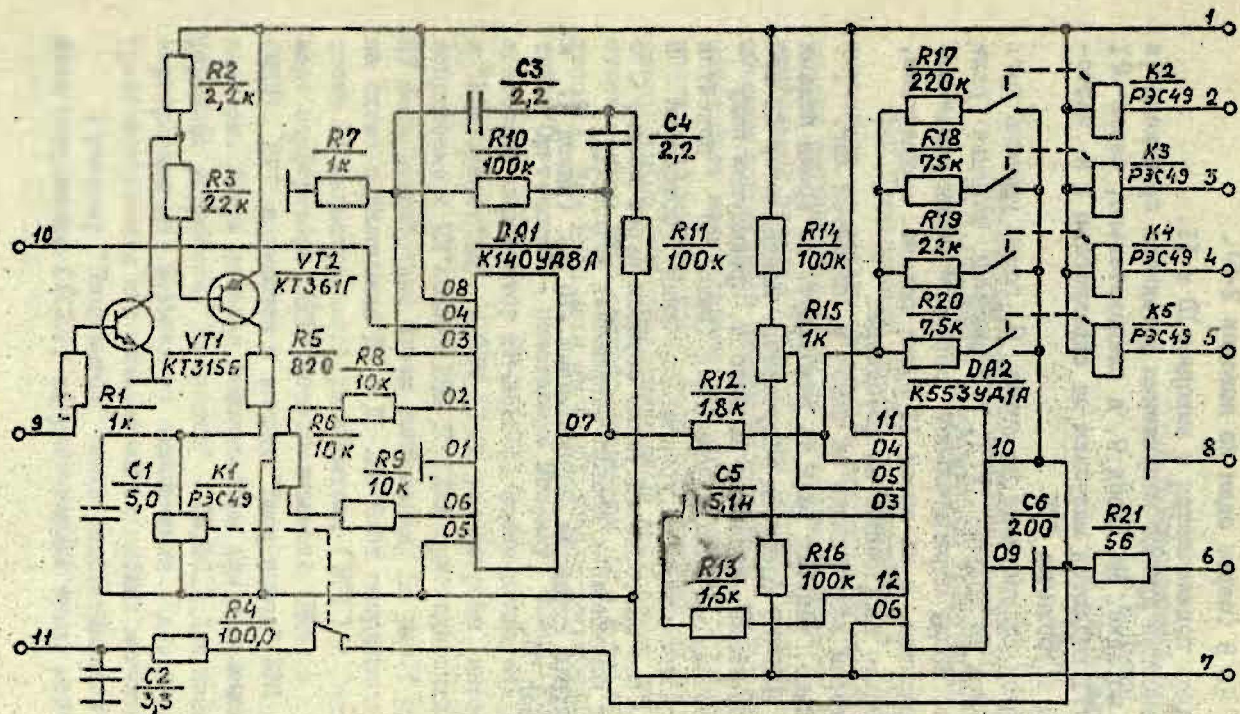 1
R2
2,2к
C3
2,2
R17
220к
K2
РЭС49
2
C4
2,2
R7
1к
R10
100к
R18
75к
K3
РЭС49
3
R3
22к
10
DA1
К140УД8А
R11
100к
R14
100к
R19
22к
K4
РЭС49
4
VT2
КТ361Г
08
04
03
R20
7,5к
K5
РЭС49
5
VT1
КТ315Б
R5
820
R8
10к
R15
1к
DA2
К553УД1А
R12
1,8к
R1
1к
9
02
07
11
04
05
03
10
8
R6
10к
01
C1
5,0
K1
РЭС49
R9
10к
06
05
C5
5,1н
C6
200
R21
56
09
6
R13
1,5к
R16
100к
12
06
R4
100,0
11
C2
3,3
7